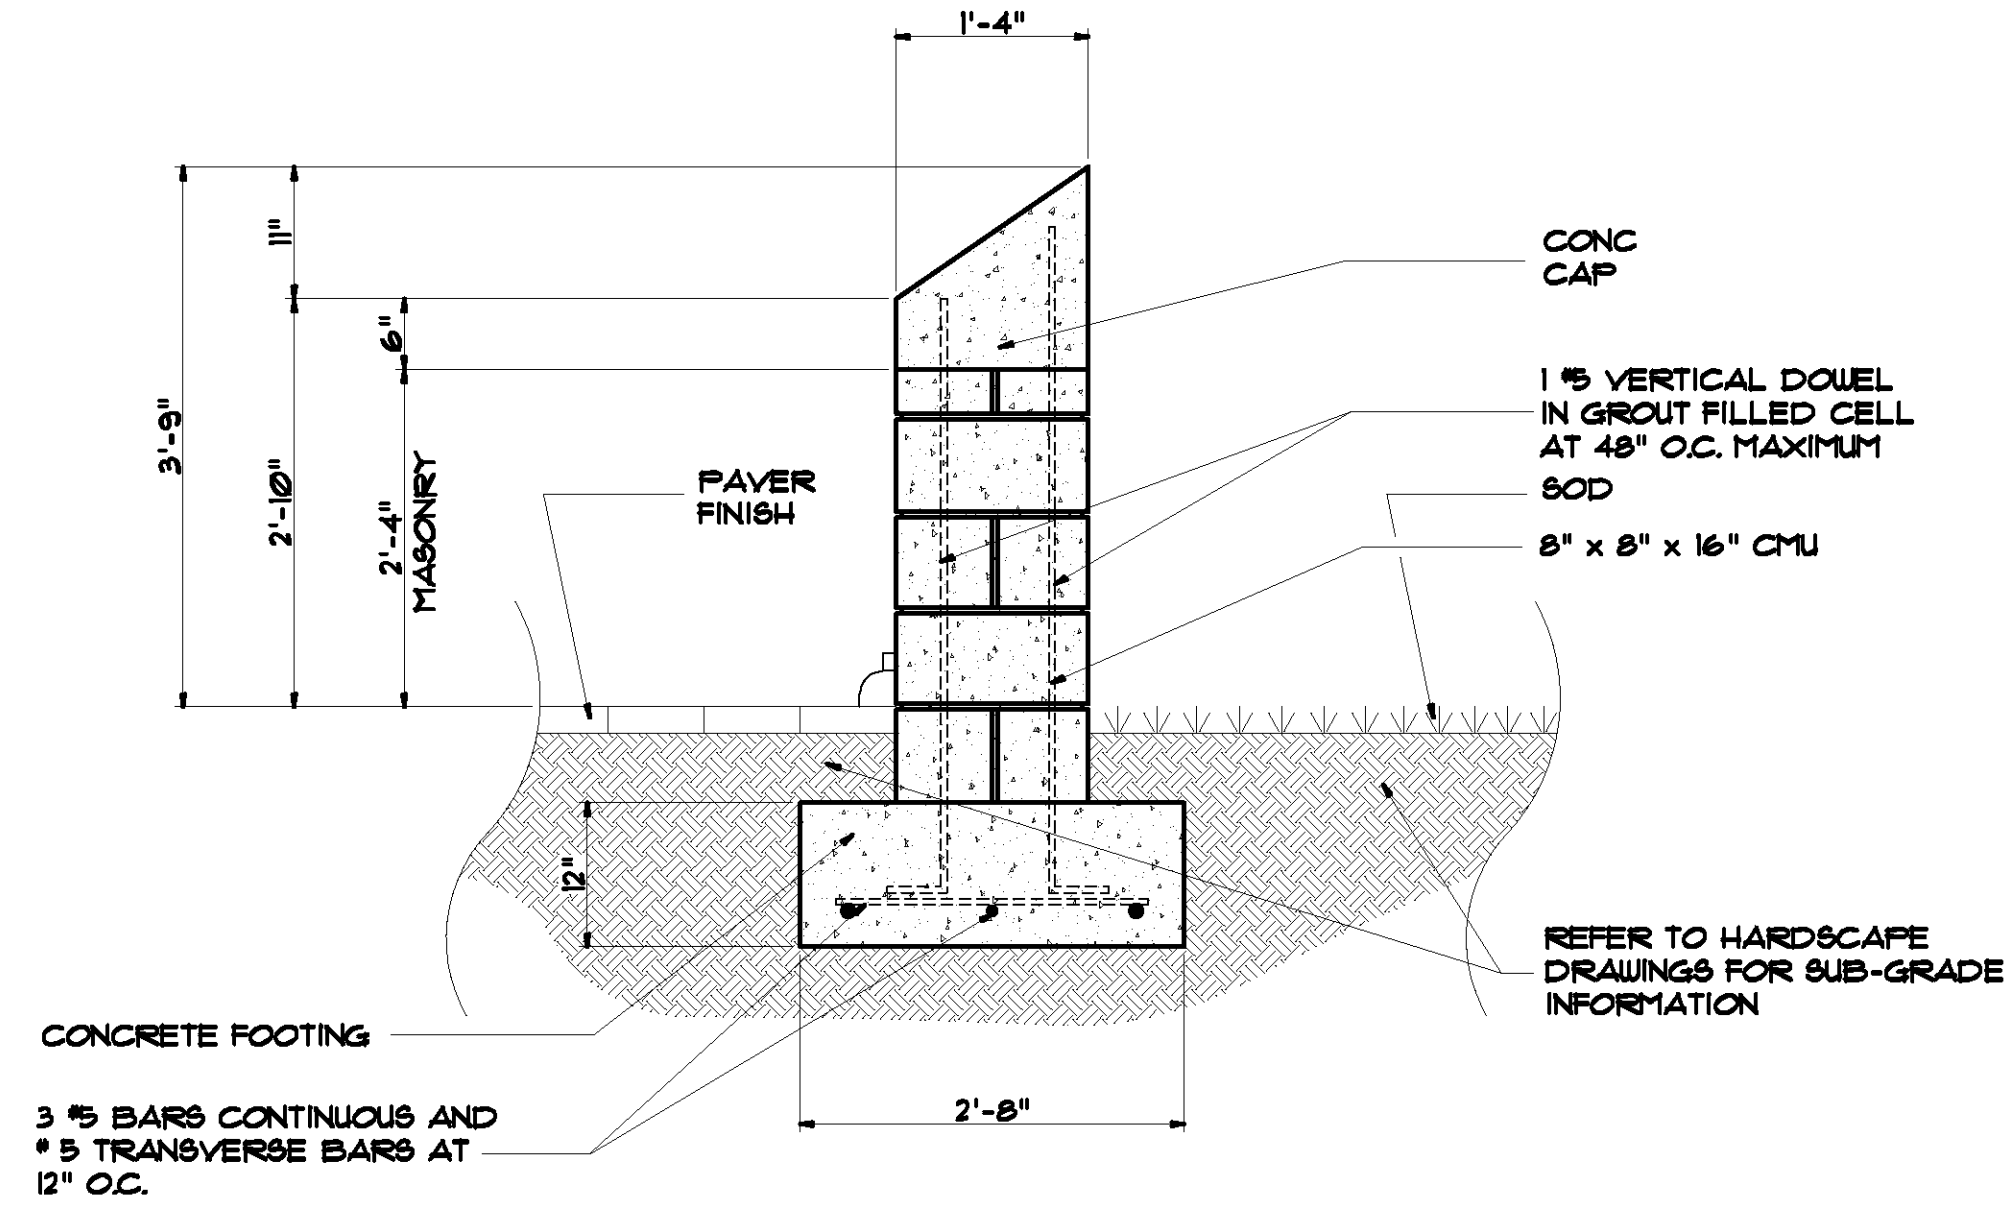 1'-4"
11"
6"
3'-9"
2'-10"
2'-4"
MASONRY
PAVER
FINISH
CONC
CAP
1 #5 VERTICAL DOWEL
IN GROUT FILLED CELL
AT 48" O.C. MAXIMUM
SOD
8" x 8" x 16" CMU
12"
REFER TO HARDSCAPE
DRAWINGS FOR SUB-GRADE
INFORMATION
CONCRETE FOOTING
3 #5 BARS CONTINUOUS AND
# 5 TRANSVERSE BARS AT
12" O.C.
2'-8"